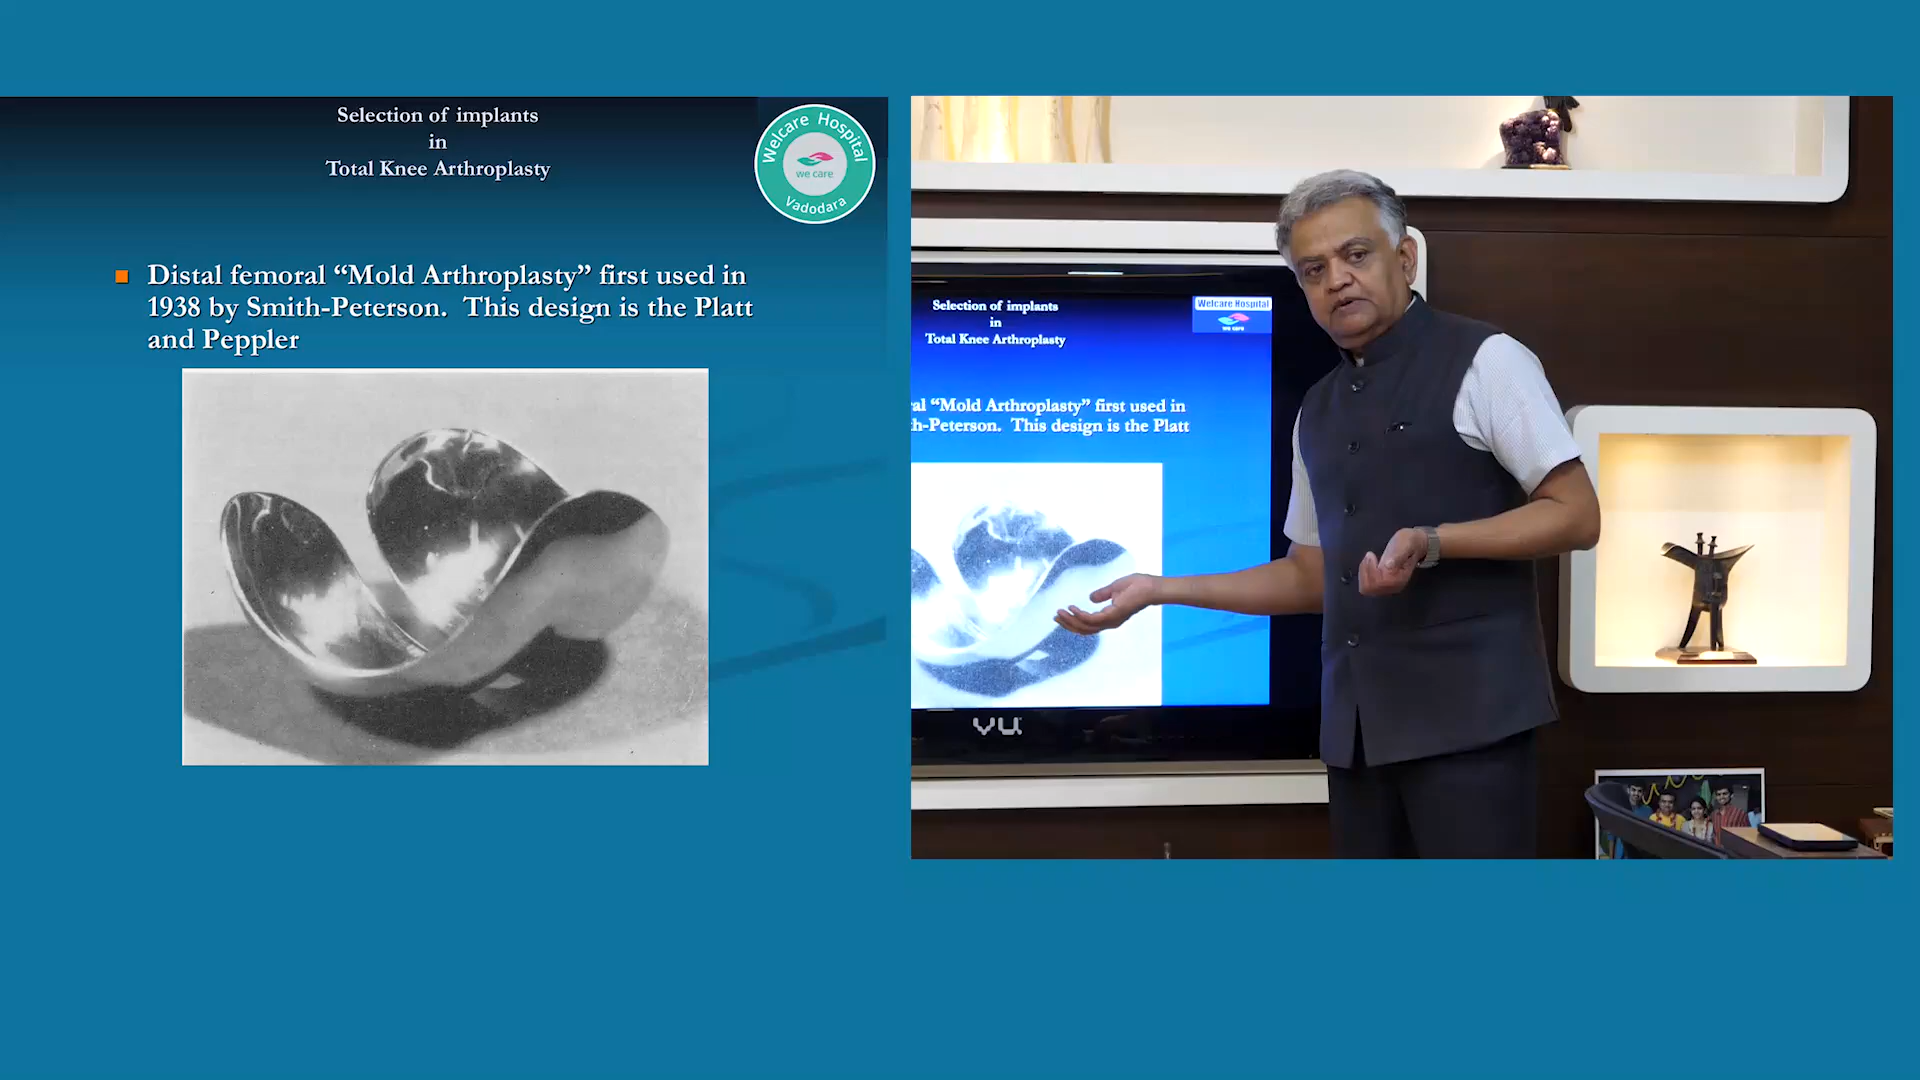 Selection of implants
in
Total Knee Arthroplasty
Welcare Hospital
we care
Vadodara
Distal femoral “Mold Arthroplasty” first used in
1938 by Smith-Peterson.  This design is the Platt
and Peppler
Selection of implants
in
Total Knee Arthroplasty
Welcare Hospital
we care
al “Mold Arthroplasty” first used in
h-Peterson.  This design is the Platt
VU